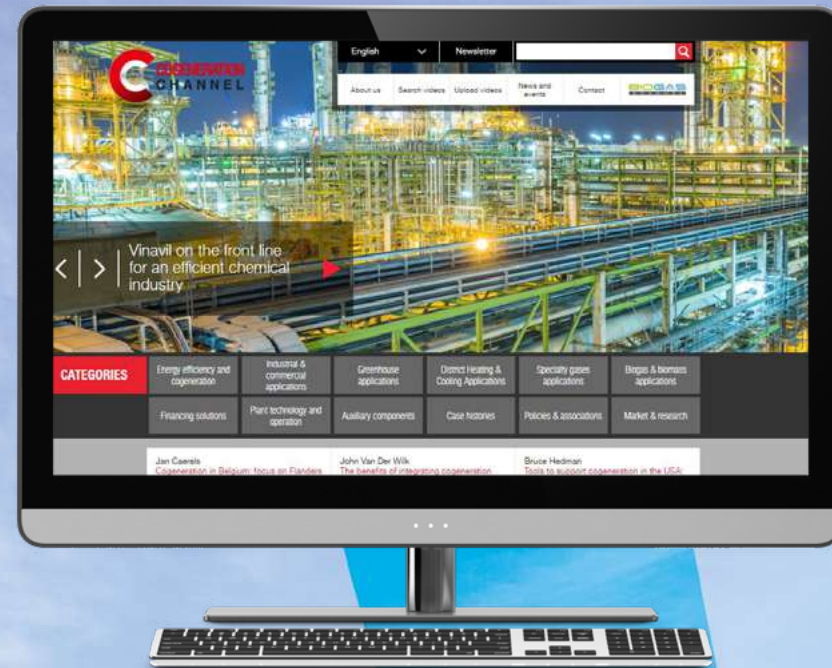 COGENERATION
CHANNEL
English
Newsletter
About us
Search videos
Upload videos
News and
events
Contact
BIOGAS
CHANNEL
Vinavil on the front line
for an efficient chemical
industry
CATEGORIES
Energy efficiency and
cogeneration
Industrial &
commercial
applications
Greenhouse
applications
District Heating &
Cooling Applications
Specialty gases
applications
Biogas & biomass
applications
Financing solutions
Plant technology and
operation
Auxiliary components
Case histories
Policies & associations
Market & research
Jan Caerels
Cogeneration in Belgium: focus on Flanders
John Van Der Wilk
The benefits of integrating cogeneration
Bruce Hedman
Tools to support cogeneration in the USA: